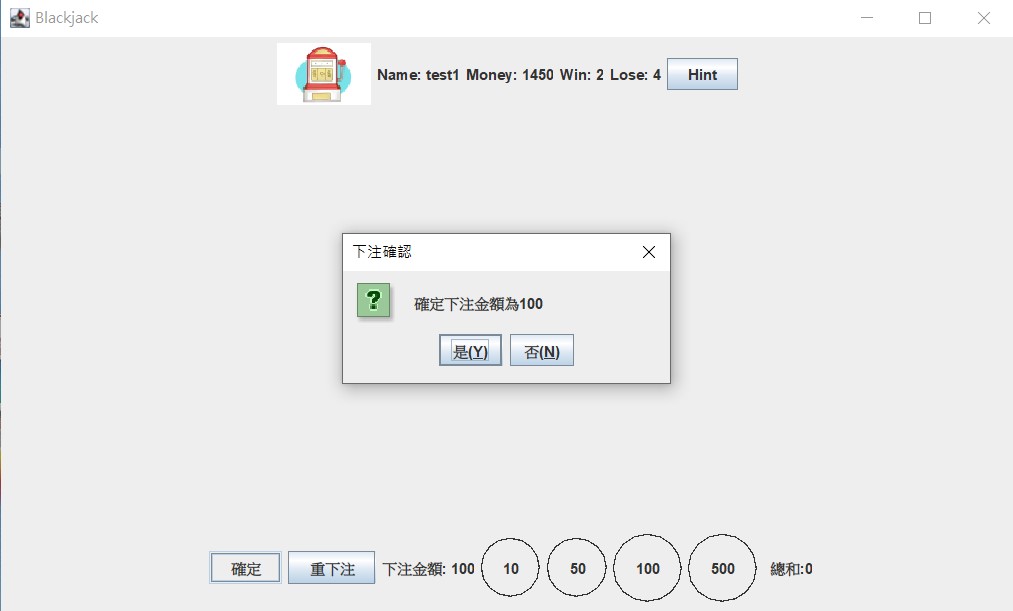 Blackjack
Name: test1 Money: 1450 Win: 2 Lose: 4 Hint
下注確認
確定下注金額為100
是(Y) 否(N)
確定 重下注 下注金額: 100 10 50 100 500 總和:0